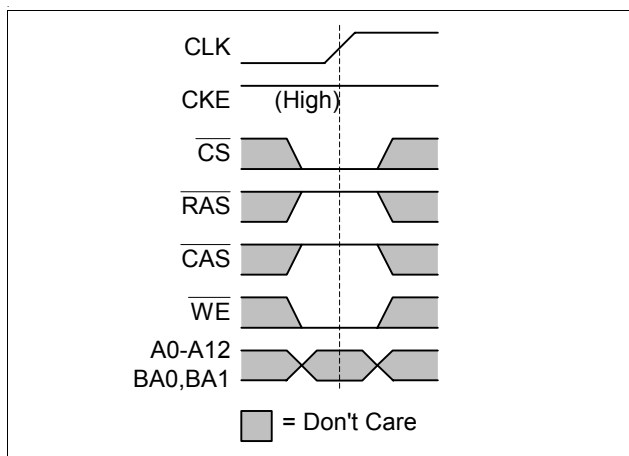 CLK
CKE (High)
CS
RAS
CAS
WE
A0-A12
BA0,BA1
= Don't Care